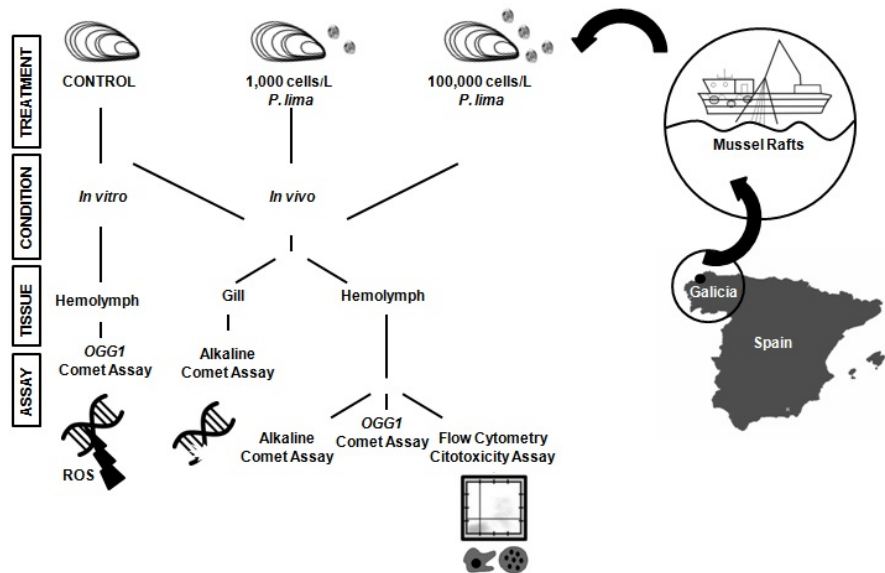 TREATMENT
CONTROL
1,000 cells/L
P. lima
100,000 cells/L
P. lima
Mussel Rafts
CONDITION
In vitro
In vivo
TISSUE
Hemolymph
Gill
Hemolymph
Galicia
Spain
ASSAY
OGG1
Comet Assay
Alkaline
Comet Assay
Alkaline
Comet Assay
OGG1
Comet Assay
Flow Cytometry
Citotoxicity Assay
ROS